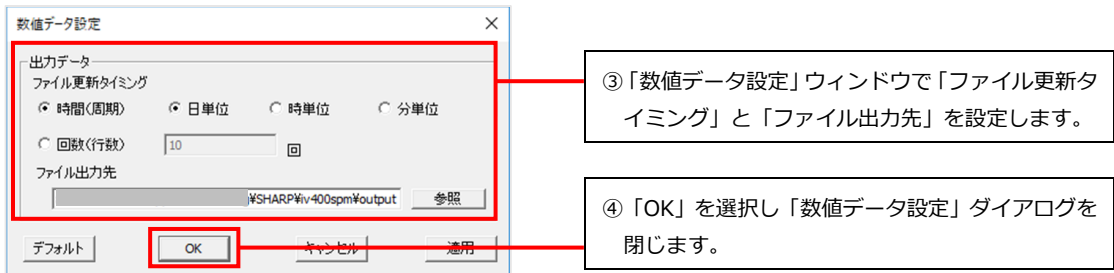 数値データ設定
出力データ
ファイル更新タイミング
時間(周期) 日単位 時単位 分単位
回数(行数) 10 回
ファイル出力先
¥SHARP¥iv400spm¥output 参照
デフォルト OK キャンセル 適用
③「数値データ設定」ウィンドウで「ファイル更新タ
イミング」と「ファイル出力先」を設定します。
④「OK」を選択し「数値データ設定」ダイアログを
閉じます。